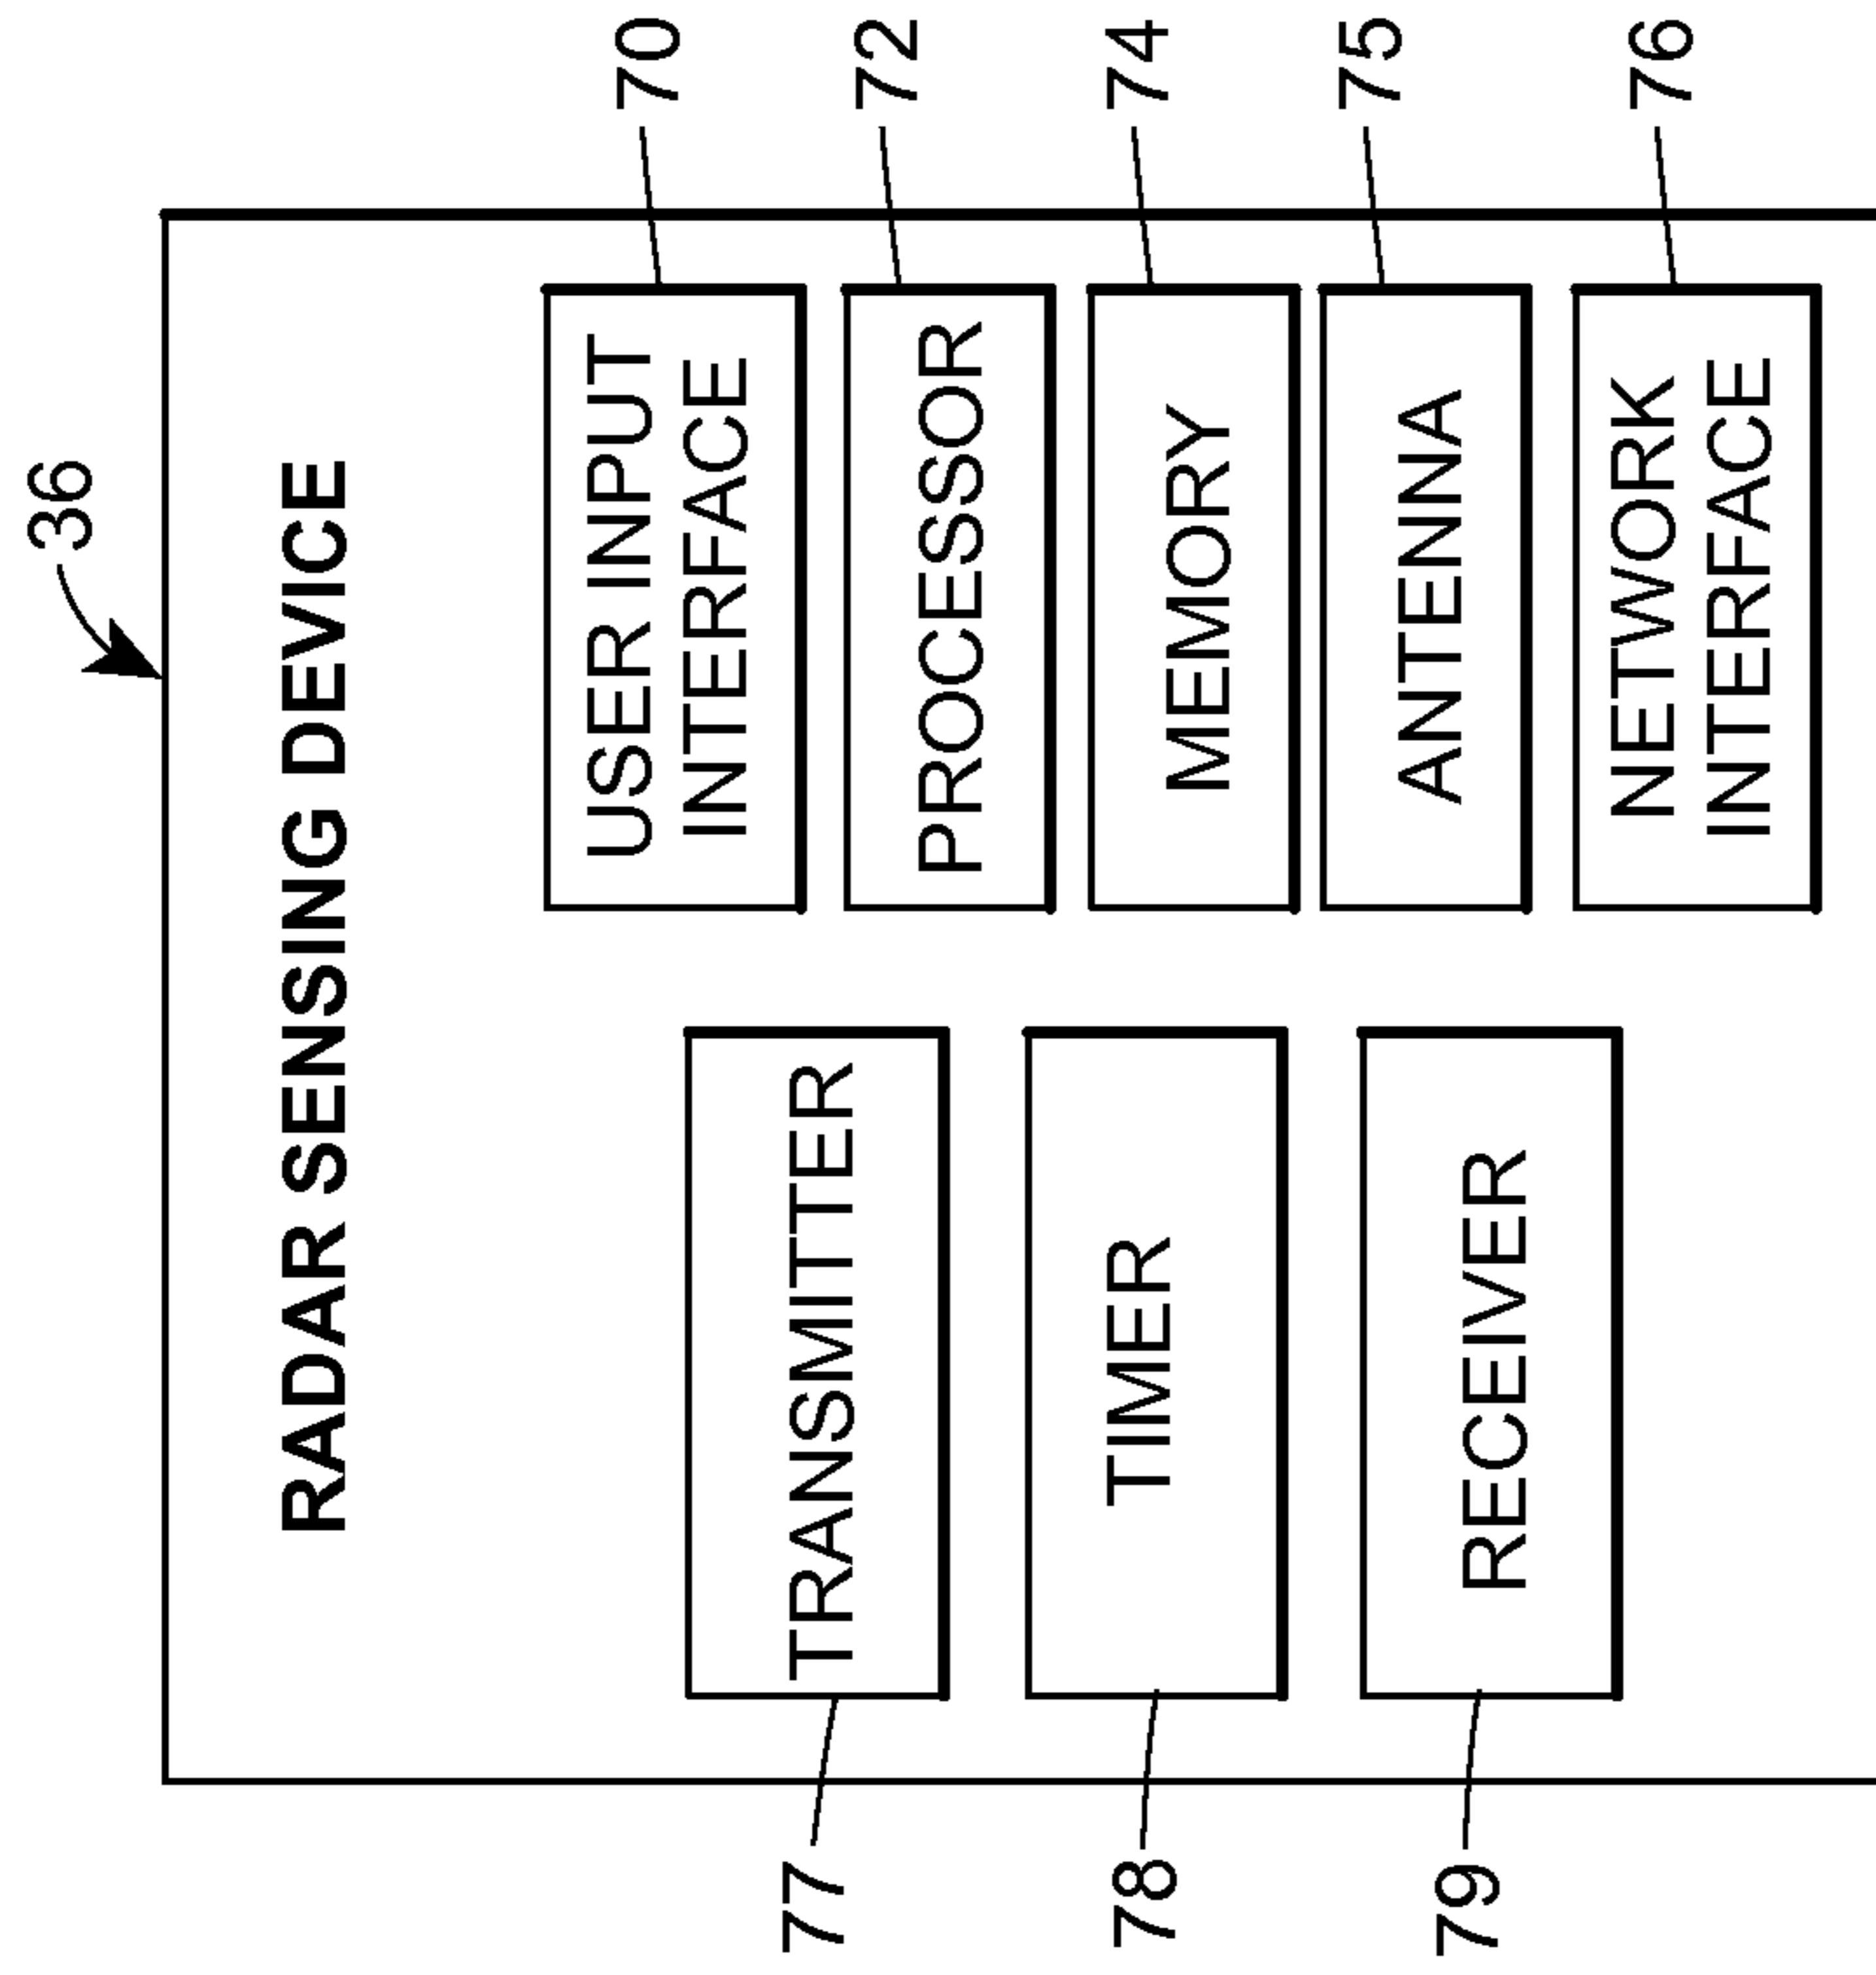 36
RADAR SENSING DEVICE
77
TRANSMITTER
78
TIMER
79
RECEIVER
USER INPUT
INTERFACE
70
PROCESSOR
72
MEMORY
74
ANTENNA
75
NETWORK
INTERFACE
76